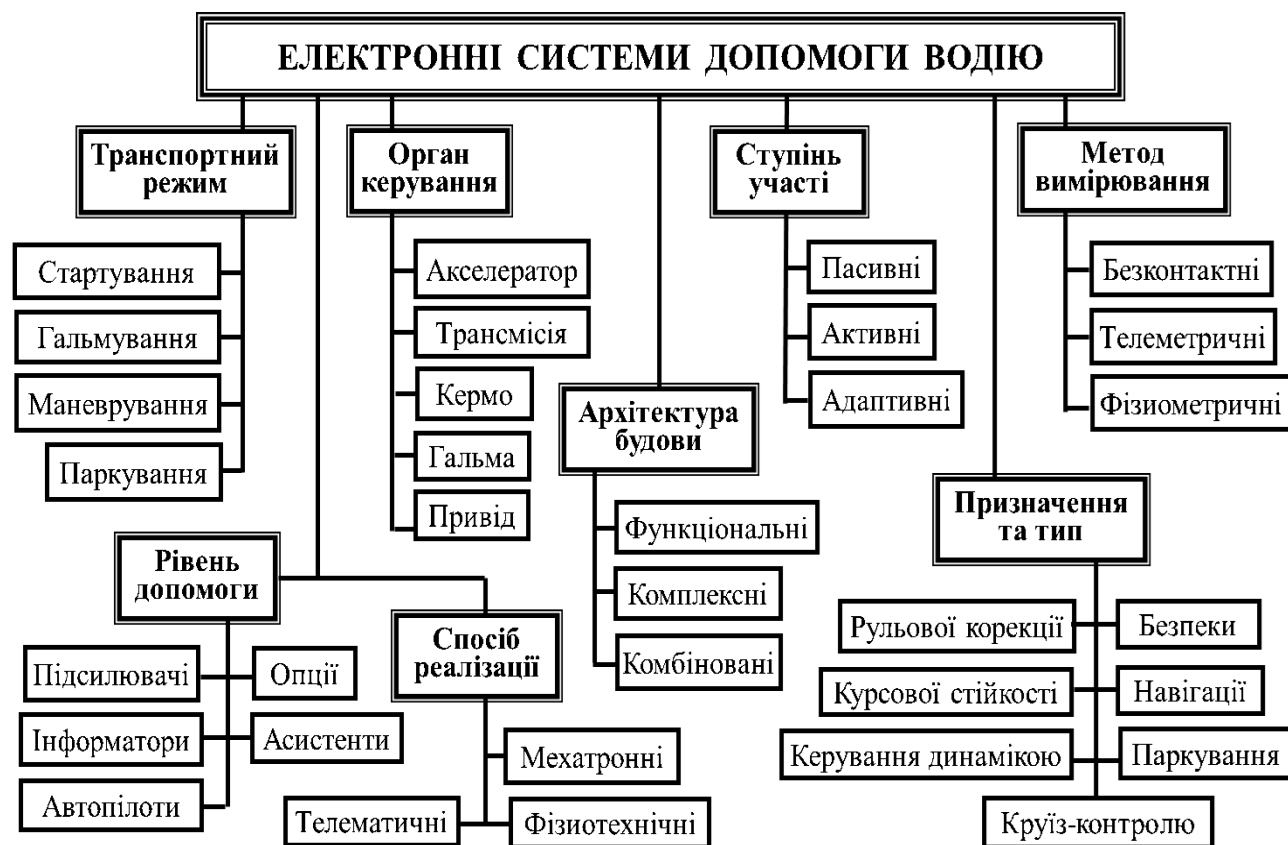 ЕЛЕКТРОННІ СИСТЕМИ ДОПОМОГИ ВОДІЮ
Транспортний
режим
Стартування
Гальмування
Маневрування
Паркування
Орган
керування
Акселератор
Трансмісія
Кермо
Гальма
Привід
Архітектура
будови
Функціональні
Комплексні
Комбіновані
Ступінь
участі
Пасивні
Активні
Адаптивні
Метод
вимірювання
Безконтактні
Телеметричні
Фізиометричні
Рівень
допомоги
Підсилювачі
Опції
Інформатори
Асистенти
Автопілоти
Спосіб
реалізації
Мехатронні
Телематичні
Фізиотехнічні
Призначення
та тип
Рульової корекції
Безпеки
Курсової стійкості
Навігації
Керування динамікою
Паркування
Круїз-контролю